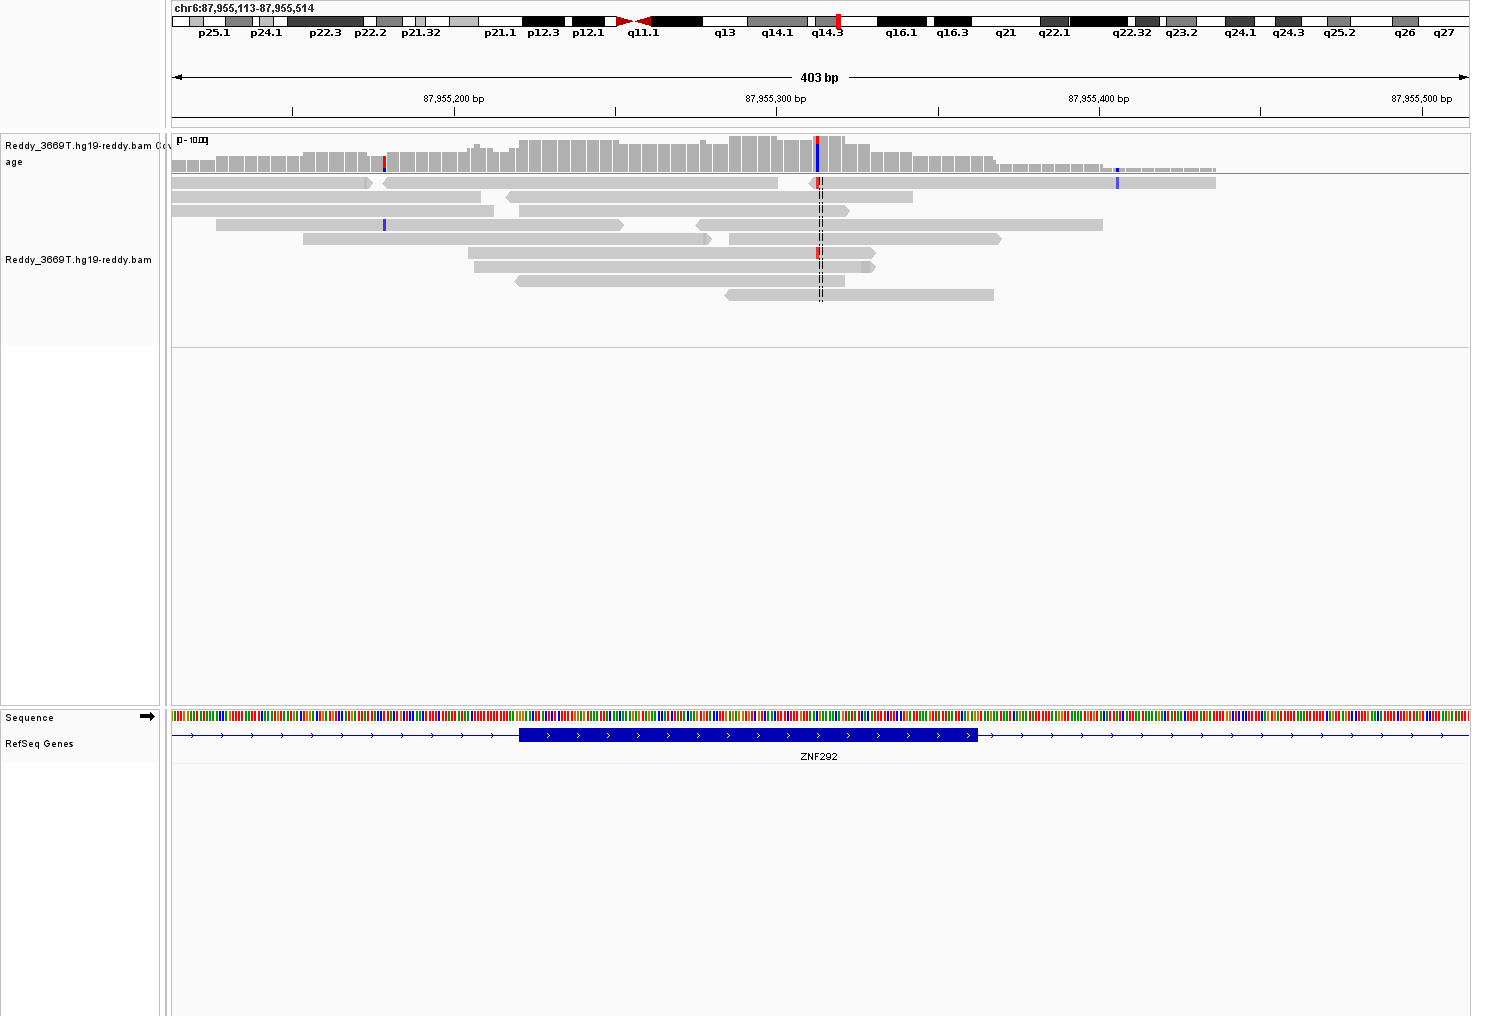 chr6:87,955,113-87,955,514
p25.1 p24.1 p22.3 p22.2 p21.32 p21.1 p12.3 p12.1 q11.1 q13 q14.1 q14.3 q16.1 q16.3 q21 q22.1 q22.32 q23.2 q24.1 q24.3 q25.2 q26 q27
403 bp
87,955,200 bp 87,955,300 bp 87,955,400 bp 87,955,500 bp
[0 - 10.00]
Reddy_3669T.hg19-reddy.bam Cov
age
Reddy_3669T.hg19-reddy.bam
Sequence
RefSeq Genes
ZNF292